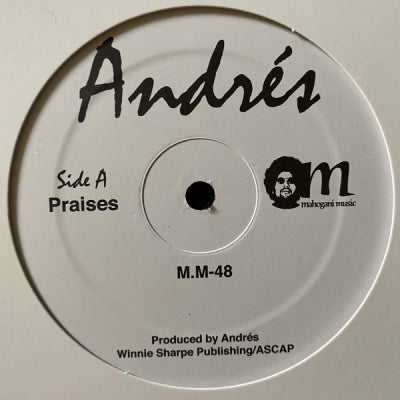 Andrés
Side A
Praises
m
mahogani music
M.M-48
Produced by Andrés
Winnie Sharpe Publishing/ASCAP